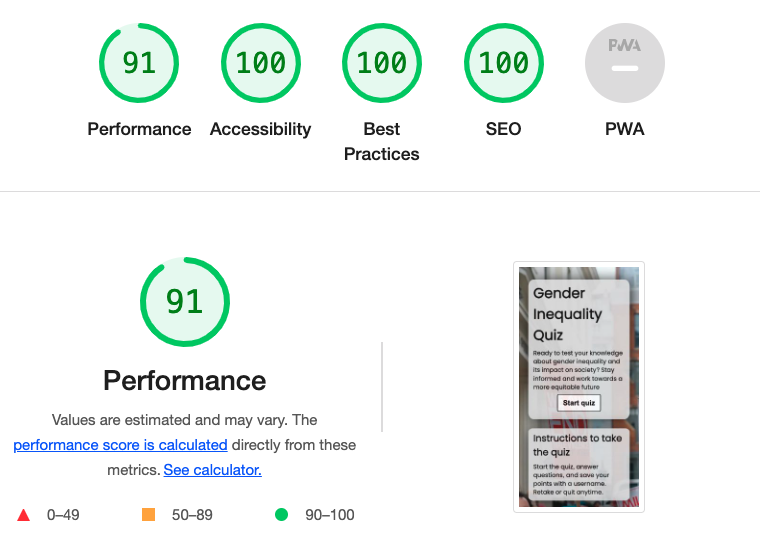 91
100
100
100
PWA
Performance
Accessibility
Best
Practices
SEO
PWA
91
Performance
Values are estimated and may vary. The
performance score is calculated directly from these
metrics. See calculator.
0–49
50–89
90–100
Gender
Inequality
Quiz
Ready to test your knowledge
about gender inequality and
its impact on society? Stay
informed and work towards a
more equitable future
Start quiz
Instructions to take
the quiz
Start the quiz, answer
questions, and save your
points with a username.
Retake or quit anytime.